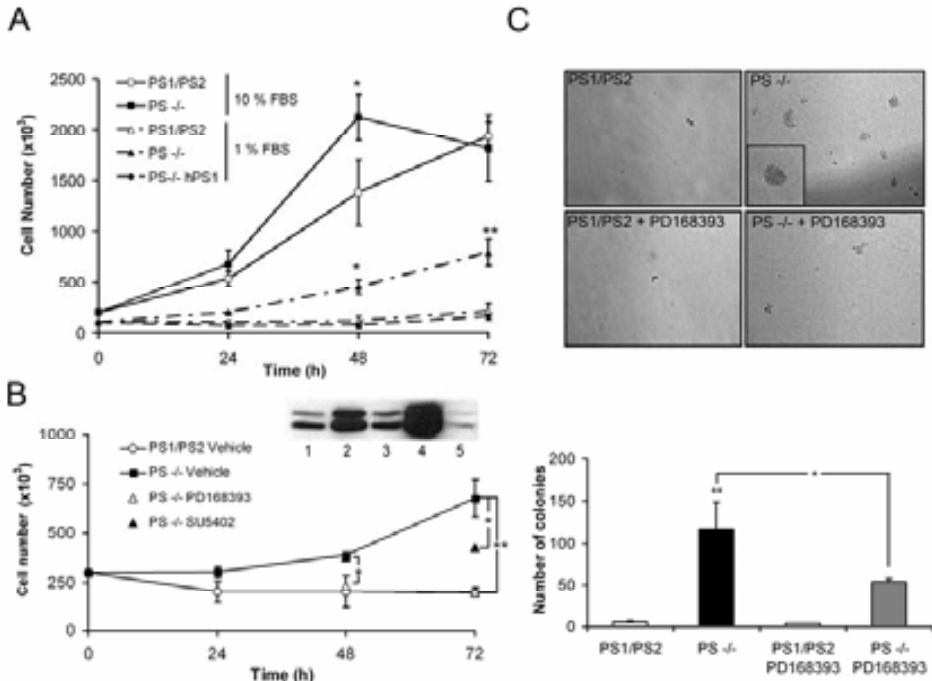 A
Cell Number (x10³)
2500
2000
1500
1000
500
0
PS1/PS2
PS -/-
10 % FBS
PS1/PS2
PS -/-
PS-/- hPS1
1 % FBS
*
*
**
0
24
48
72
Time (h)
B
Cell number (x10³)
1000
750
500
250
0
PS1/PS2 Vehicle
PS -/- Vehicle
PS -/- PD168393
PS -/- SU5402
1 2 3 4 5
*
*
**
0
24
48
72
Time (h)
C
PS1/PS2
PS -/-
PS1/PS2 + PD168393
PS -/- + PD168393
Number of colonies
200
150
100
50
0
**
*
PS1/PS2
PS -/-
PS1/PS2
PD168393
PS -/-
PD168393